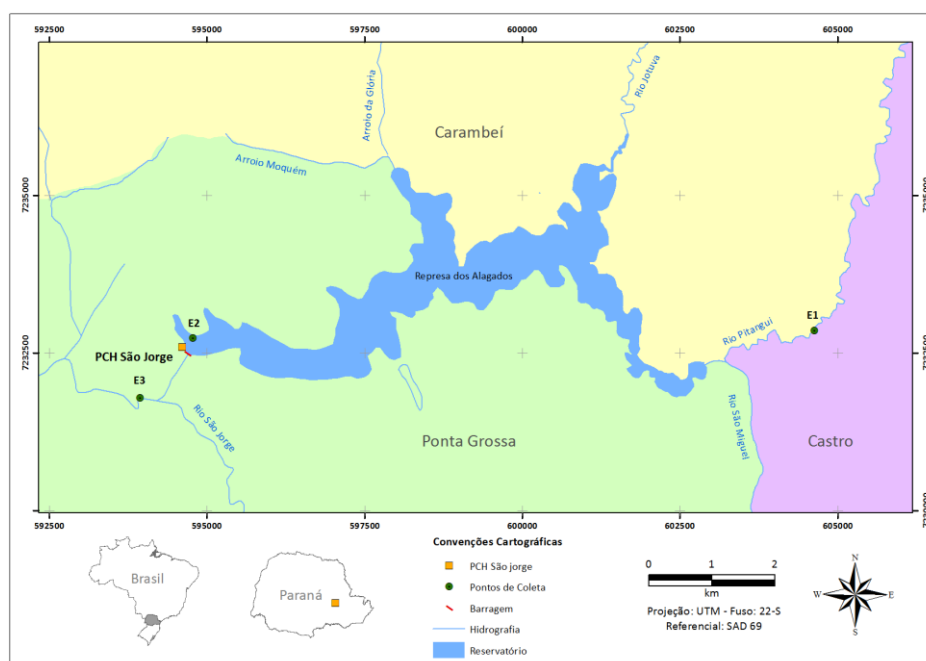 592500 595000 597500 600000 602500 605000
Arroio da Glória
Rio Jotuva
Carambeí
Arroio Moquém
7235000
7235000
Represa dos Alagados
E2
E1
Rio Pitangui
PCH São Jorge
7232500
7232500
E3
Rio São Jorge
Rio São Miguel
Ponta Grossa
Castro
7230000
592500 595000 597500 600000 602500 605000
Convenções Cartográficas
PCH São jorge
Pontos de Coleta
Barragem
Hidrografia
Reservatório
Brasil
Paraná
0 1 2
km
Projeção: UTM - Fuso: 22-S
Referencial: SAD 69
N
W E
S